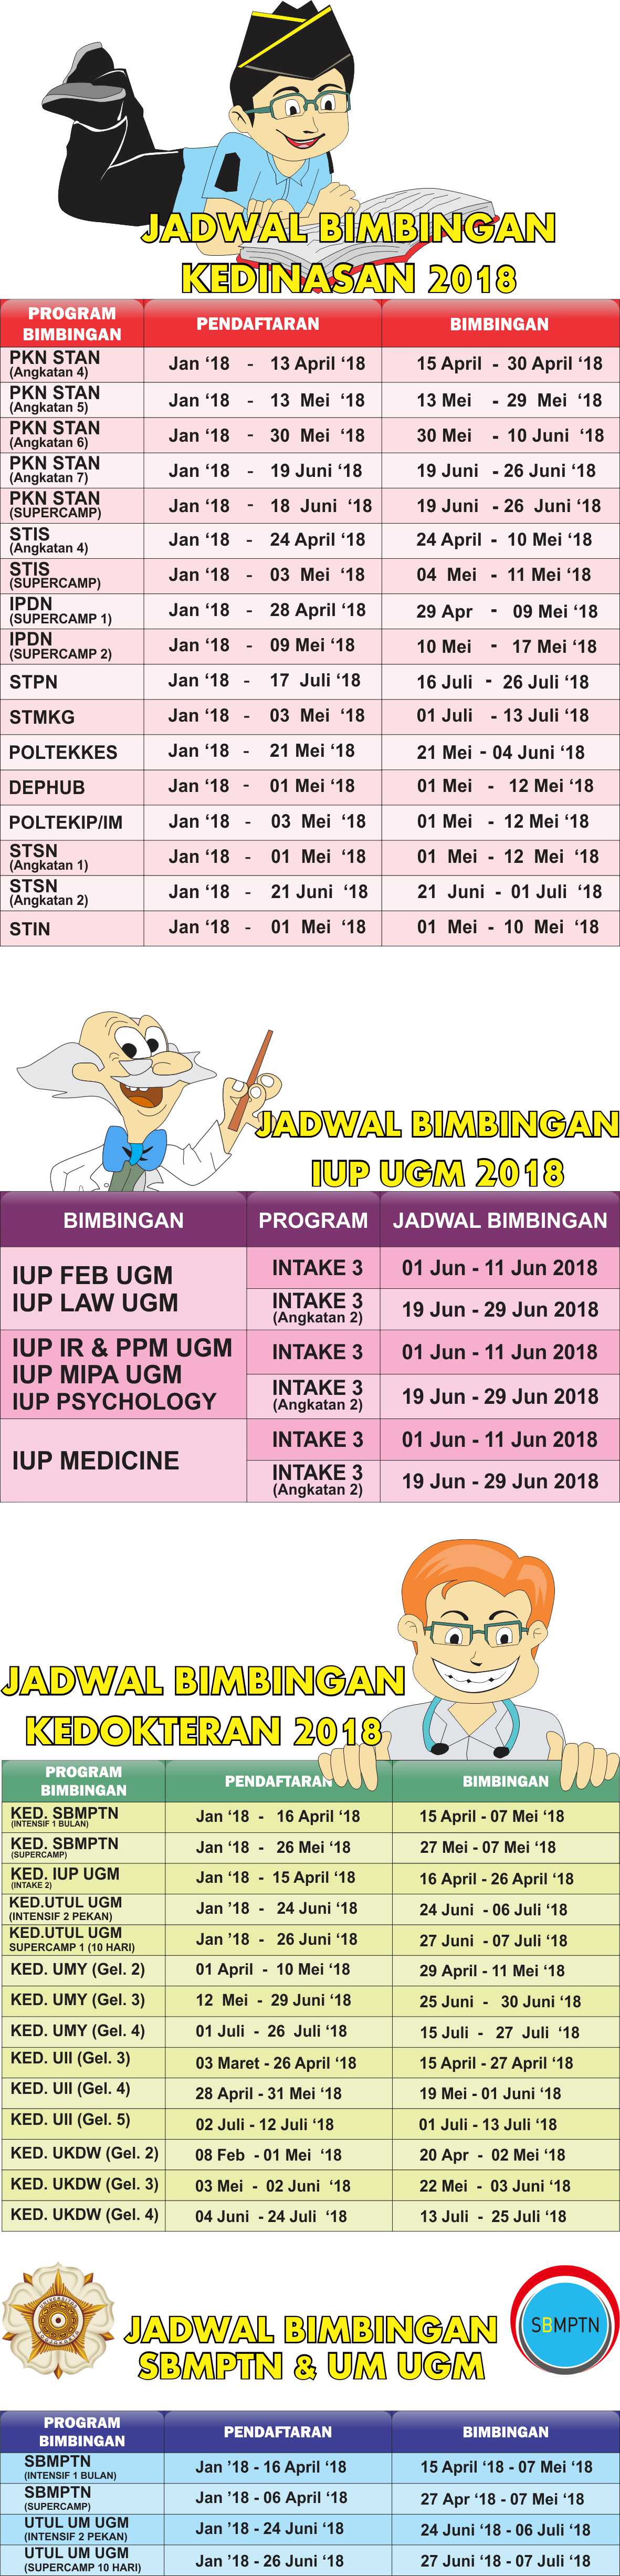 JADWAL BIMBINGAN
KEDINASAN 2018
PROGRAM BIMBINGAN PENDAFTARAN BIMBINGAN
PKN STAN (Angkatan 4) Jan ‘18 - 13 April ‘18 15 April - 30 April ‘18
PKN STAN (Angkatan 5) Jan ‘18 - 13 Mei ‘18 13 Mei - 29 Mei ‘18
PKN STAN (Angkatan 6) Jan ‘18 - 30 Mei ‘18 30 Mei - 10 Juni ‘18
PKN STAN (Angkatan 7) Jan ‘18 - 19 Juni ‘18 19 Juni - 26 Juni ‘18
PKN STAN (SUPERCAMP) Jan ‘18 - 18 Juni ‘18 19 Juni - 26 Juni ‘18
STIS (Angkatan 4) Jan ‘18 - 24 April ‘18 24 April - 10 Mei ‘18
STIS (SUPERCAMP) Jan ‘18 - 03 Mei ‘18 04 Mei - 11 Mei ‘18
IPDN (SUPERCAMP 1) Jan ‘18 - 28 April ‘18 29 Apr - 09 Mei ‘18
IPDN (SUPERCAMP 2) Jan ‘18 - 09 Mei ‘18 10 Mei - 17 Mei ‘18
STPN Jan ‘18 - 17 Juli ‘18 16 Juli - 26 Juli ‘18
STMKG Jan ‘18 - 03 Mei ‘18 01 Juli - 13 Juli ‘18
POLTEKKES Jan ‘18 - 21 Mei ‘18 21 Mei - 04 Juni ‘18
DEPHUB Jan ‘18 - 01 Mei ‘18 01 Mei - 12 Mei ‘18
POLTEKIP/IM Jan ‘18 - 03 Mei ‘18 01 Mei - 12 Mei ‘18
STSN (Angkatan 1) Jan ‘18 - 01 Mei ‘18 01 Mei - 12 Mei ‘18
STSN (Angkatan 2) Jan ‘18 - 21 Juni ‘18 21 Juni - 01 Juli ‘18
STIN Jan ‘18 - 01 Mei ‘18 01 Mei - 10 Mei ‘18
JADWAL BIMBINGAN
IUP UGM 2018
BIMBINGAN PROGRAM JADWAL BIMBINGAN
IUP FEB UGM
IUP LAW UGM
INTAKE 3 01 Jun - 11 Jun 2018
INTAKE 3 (Angkatan 2) 19 Jun - 29 Jun 2018
IUP IR & PPM UGM
IUP MIPA UGM
IUP PSYCHOLOGY
INTAKE 3 01 Jun - 11 Jun 2018
INTAKE 3 (Angkatan 2) 19 Jun - 29 Jun 2018
IUP MEDICINE
INTAKE 3 01 Jun - 11 Jun 2018
INTAKE 3 (Angkatan 2) 19 Jun - 29 Jun 2018
JADWAL BIMBINGAN
KEDOKTERAN 2018
PROGRAM BIMBINGAN PENDAFTARAN BIMBINGAN
KED. SBMPTN (INTENSIF 1 BULAN) Jan ‘18 - 16 April ‘18 15 April - 07 Mei ‘18
KED. SBMPTN (SUPERCAMP) Jan ‘18 - 26 Mei ‘18 27 Mei - 07 Mei ‘18
KED. IUP UGM (INTAKE 2) Jan ‘18 - 15 April ‘18 16 April - 26 April ‘18
KED.UTUL UGM (INTENSIF 2 PEKAN) Jan ’18 - 24 Juni ‘18 24 Juni - 06 Juli ‘18
KED.UTUL UGM SUPERCAMP 1 (10 HARI) Jan ’18 - 26 Juni ‘18 27 Juni - 07 Juli ‘18
KED. UMY (Gel. 2) 01 April - 10 Mei ‘18 29 April - 11 Mei ‘18
KED. UMY (Gel. 3) 12 Mei - 29 Juni ‘18 25 Juni - 30 Juni ‘18
KED. UMY (Gel. 4) 01 Juli - 26 Juli ‘18 15 Juli - 27 Juli ‘18
KED. UII (Gel. 3) 03 Maret - 26 April ‘18 15 April - 27 April ‘18
KED. UII (Gel. 4) 28 April - 31 Mei ‘18 19 Mei - 01 Juni ‘18
KED. UII (Gel. 5) 02 Juli - 12 Juli ‘18 01 Juli - 13 Juli ‘18
KED. UKDW (Gel. 2) 08 Feb - 01 Mei ‘18 20 Apr - 02 Mei ‘18
KED. UKDW (Gel. 3) 03 Mei - 02 Juni ‘18 22 Mei - 03 Juni ‘18
KED. UKDW (Gel. 4) 04 Juni - 24 Juli ‘18 13 Juli - 25 Juli ‘18
JADWAL BIMBINGAN
SBMPTN & UM UGM
SBMPTN
PROGRAM BIMBINGAN PENDAFTARAN BIMBINGAN
SBMPTN (INTENSIF 1 BULAN) Jan ’18 - 16 April ‘18 15 April ‘18 - 07 Mei ‘18
SBMPTN (SUPERCAMP) Jan ’18 - 06 April ‘18 27 Apr ‘18 - 07 Mei ‘18
UTUL UM UGM (INTENSIF 2 PEKAN) Jan ’18 - 24 Juni ‘18 24 Juni ‘18 - 06 Juli ‘18
UTUL UM UGM (SUPERCAMP 10 HARI) Jan ’18 - 26 Juni ‘18 27 Juni ‘18 - 07 Juli ‘18